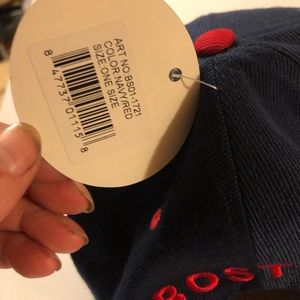 ART NO.BS01-1721
COLOR:NAVY/RED
SIZE:ONE SIZE
8 47737 01115 8
BOST